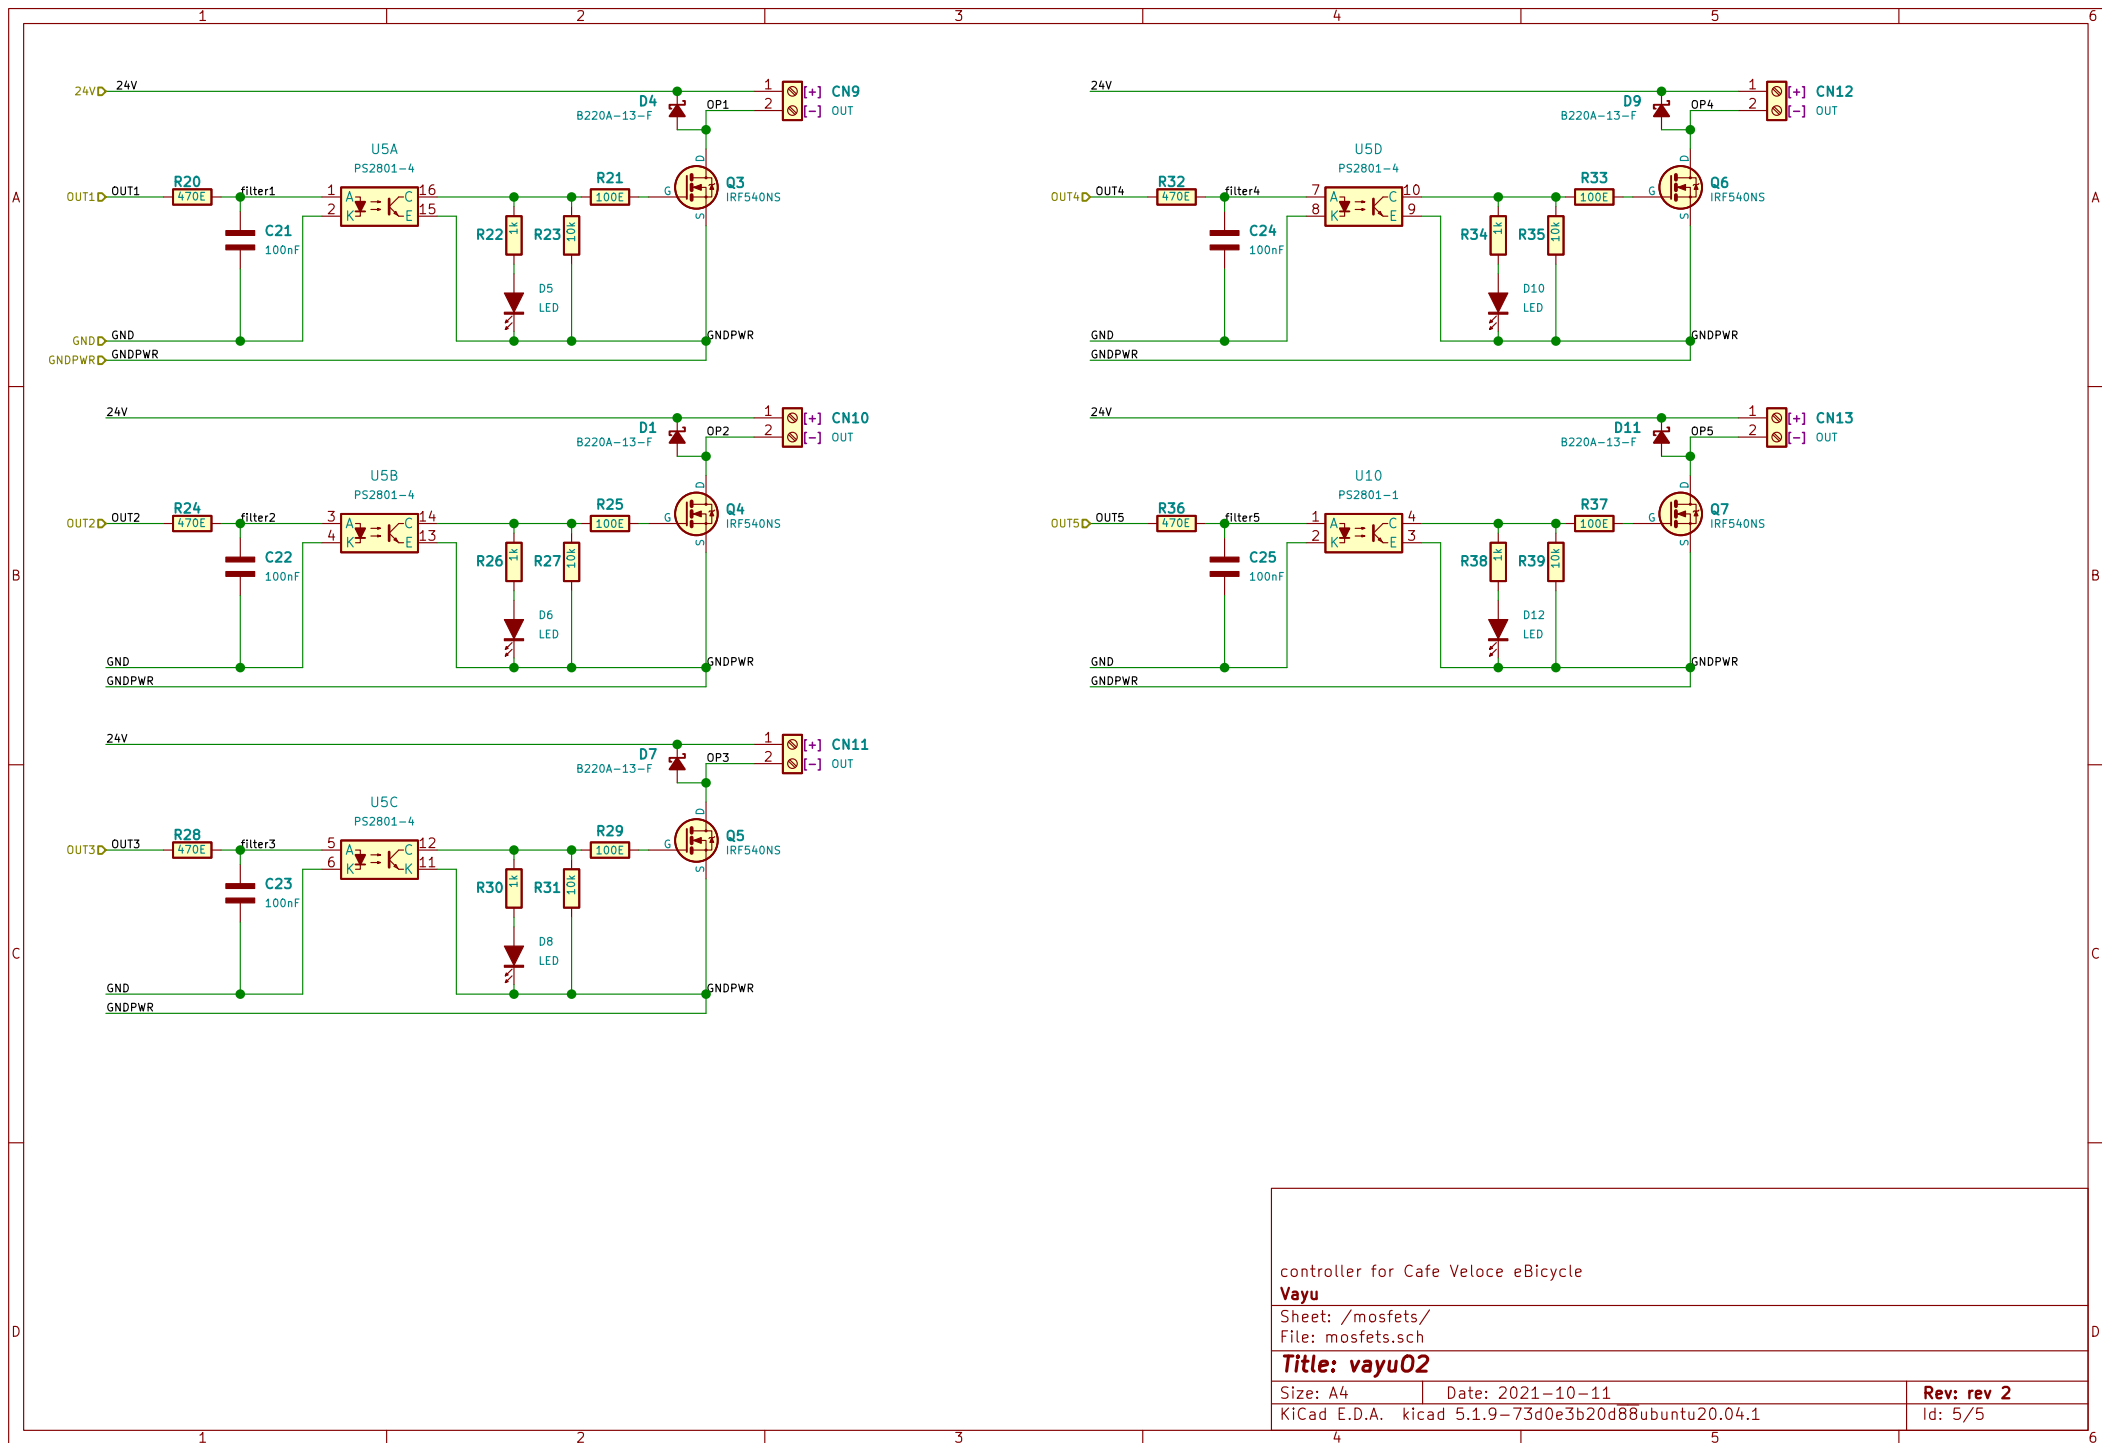 1 2 3 4 5 6
A
24V 24V
D4
B220A-13-F
OP1
1 [+] CN9
2 [-] OUT
U5A
PS2801-4
OUT1 OUT1 R20
470E
filter1
1 A C 16
2 K E 15
C21
100nF
R22 1k
R23 10k
R21
100E
G D S
Q3
IRF540NS
D5
LED
GND GND
GNDPWR GNDPWR
GNDPWR
24V
D9
B220A-13-F
OP4
1 [+] CN12
2 [-] OUT
U5D
PS2801-4
OUT4 OUT4 R32
470E
filter4
7 A C 10
8 K E 9
C24
100nF
R34 1k
R35 10k
R33
100E
G D S
Q6
IRF540NS
D10
LED
GND
GNDPWR
GNDPWR
A
B
24V
D1
B220A-13-F
OP2
1 [+] CN10
2 [-] OUT
U5B
PS2801-4
OUT2 OUT2 R24
470E
filter2
3 A C 14
4 K E 13
C22
100nF
R26 1k
R27 10k
R25
100E
G D S
Q4
IRF540NS
D6
LED
GND
GNDPWR
GNDPWR
24V
D11
B220A-13-F
OP5
1 [+] CN13
2 [-] OUT
U10
PS2801-1
OUT5 OUT5 R36
470E
filter5
1 A C 4
2 K E 3
C25
100nF
R38 1k
R39 10k
R37
100E
G D S
Q7
IRF540NS
D12
LED
GND
GNDPWR
GNDPWR
B
24V
D7
B220A-13-F
OP3
1 [+] CN11
2 [-] OUT
U5C
PS2801-4
OUT3 OUT3 R28
470E
filter3
5 A C 12
6 K K 11
C23
100nF
R30 1k
R31 10k
R29
100E
G D S
Q5
IRF540NS
D8
LED
GND
GNDPWR
GNDPWR
C C
D D
controller for Cafe Veloce eBicycle
Vayu
Sheet: /mosfets/
File: mosfets.sch
Title: vayu02
Size: A4 Date: 2021-10-11 Rev: rev 2
KiCad E.D.A. kicad 5.1.9-73d0e3b20d88ubuntu20.04.1 Id: 5/5
1 2 3 4 5 6